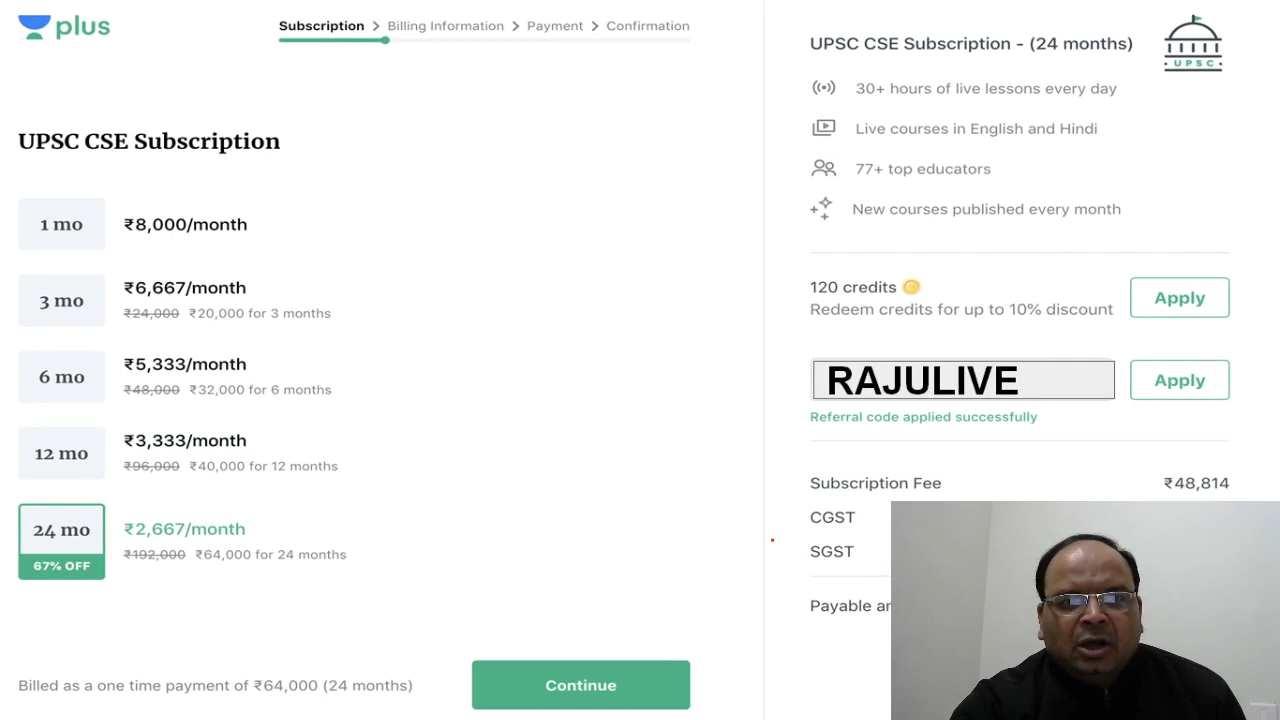 plus
Subscription > Billing Information > Payment > Confirmation
UPSC CSE Subscription
1 mo ₹8,000/month
3 mo ₹6,667/month
₹24,000 ₹20,000 for 3 months
6 mo ₹5,333/month
₹48,000 ₹32,000 for 6 months
12 mo ₹3,333/month
₹96,000 ₹40,000 for 12 months
24 mo ₹2,667/month
67% OFF ₹192,000 ₹64,000 for 24 months
Billed as a one time payment of ₹64,000 (24 months) Continue
UPSC CSE Subscription - (24 months)
UPSC
30+ hours of live lessons every day
Live courses in English and Hindi
77+ top educators
New courses published every month
120 credits
Redeem credits for up to 10% discount
Apply
RAJULIVE Apply
Referral code applied successfully
Subscription Fee ₹48,814
CGST
SGST
Payable